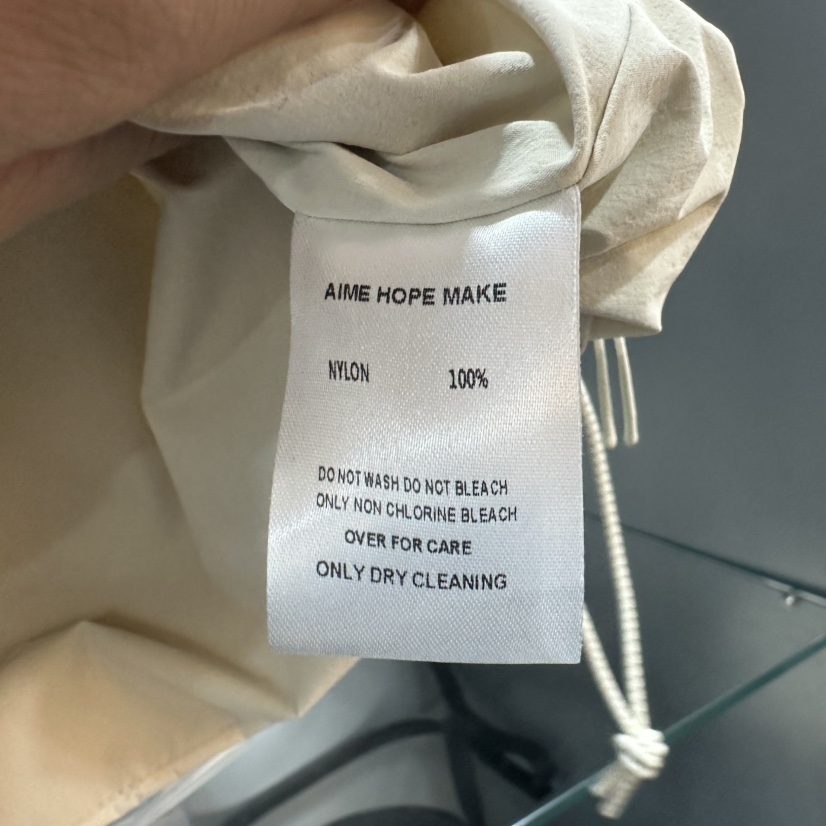 AIME HOPE MAKE
NYLON 100%
DO NOT WASH DO NOT BLEACH
ONLY NON CHLORINE BLEACH
OVER FOR CARE
ONLY DRY CLEANING